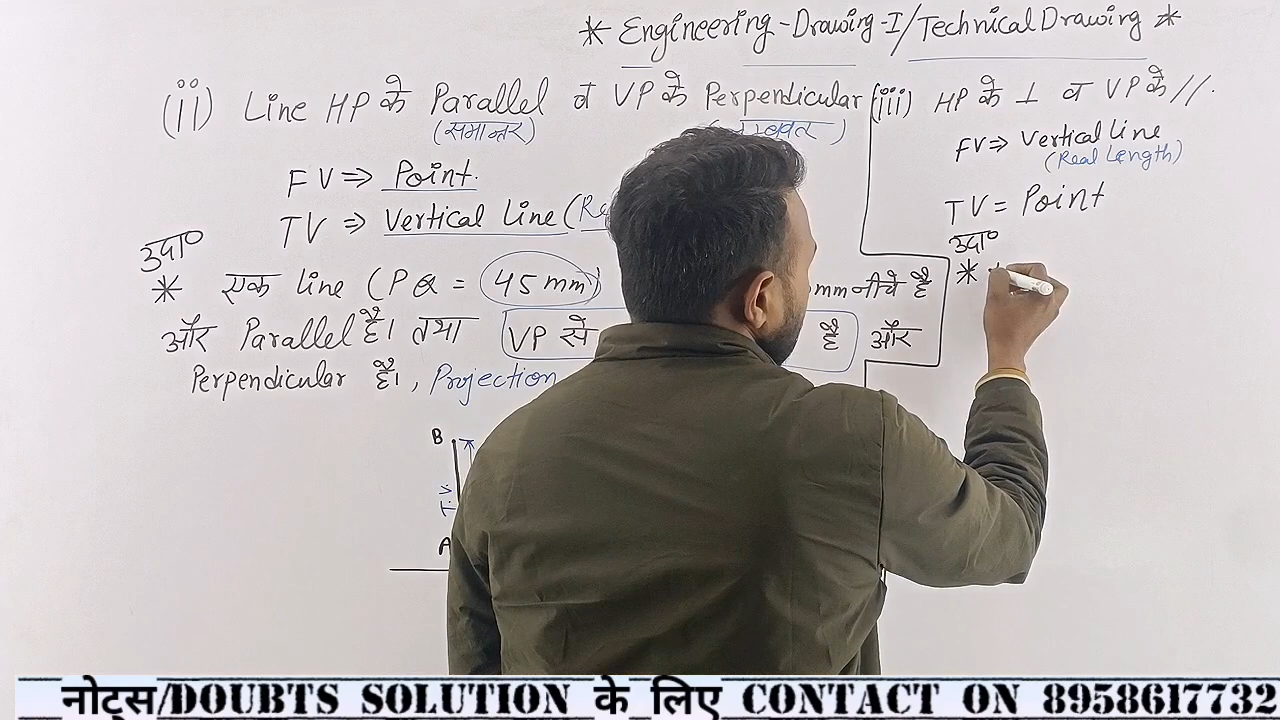 * Engineering-Drawing-I/Technical Drawing *
(ii) Line HP के Parallel व VP के Perpendicular
(समान्तर)
FV ⇒ Point.
TV ⇒ Vertical Line (Re
उदा०
* एक line (PQ = 45 mm) mm नीचे है
और Parallel है। तथा VP से है और
Perpendicular है।, Projection
B
A
(iii) HP के ⊥ व VP के //.
FV ⇒ Vertical Line
(Real Length)
TV = Point
उदा०
*
नोट्स/DOUBTS SOLUTION के लिए CONTACT ON 8958617732